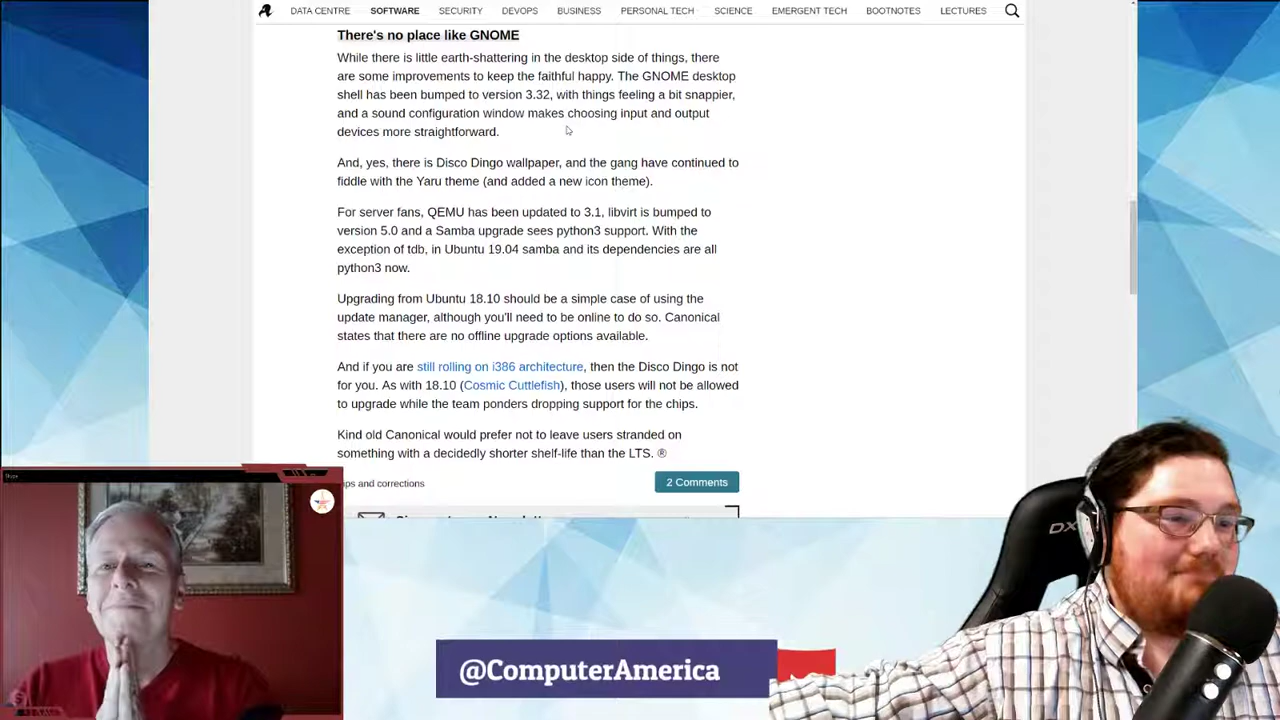 DATA CENTRE SOFTWARE SECURITY DEVOPS BUSINESS PERSONAL TECH SCIENCE EMERGENT TECH BOOTNOTES LECTURES
There's no place like GNOME
While there is little earth-shattering in the desktop side of things, there
are some improvements to keep the faithful happy. The GNOME desktop
shell has been bumped to version 3.32, with things feeling a bit snappier,
and a sound configuration window makes choosing input and output
devices more straightforward.
And, yes, there is Disco Dingo wallpaper, and the gang have continued to
fiddle with the Yaru theme (and added a new icon theme).
For server fans, QEMU has been updated to 3.1, libvirt is bumped to
version 5.0 and a Samba upgrade sees python3 support. With the
exception of tdb, in Ubuntu 19.04 samba and its dependencies are all
python3 now.
Upgrading from Ubuntu 18.10 should be a simple case of using the
update manager, although you'll need to be online to do so. Canonical
states that there are no offline upgrade options available.
And if you are still rolling on i386 architecture, then the Disco Dingo is not
for you. As with 18.10 (Cosmic Cuttlefish), those users will not be allowed
to upgrade while the team ponders dropping support for the chips.
Kind old Canonical would prefer not to leave users stranded on
something with a decidedly shorter shelf-life than the LTS. ®
ips and corrections
2 Comments
@ComputerAmerica
DX